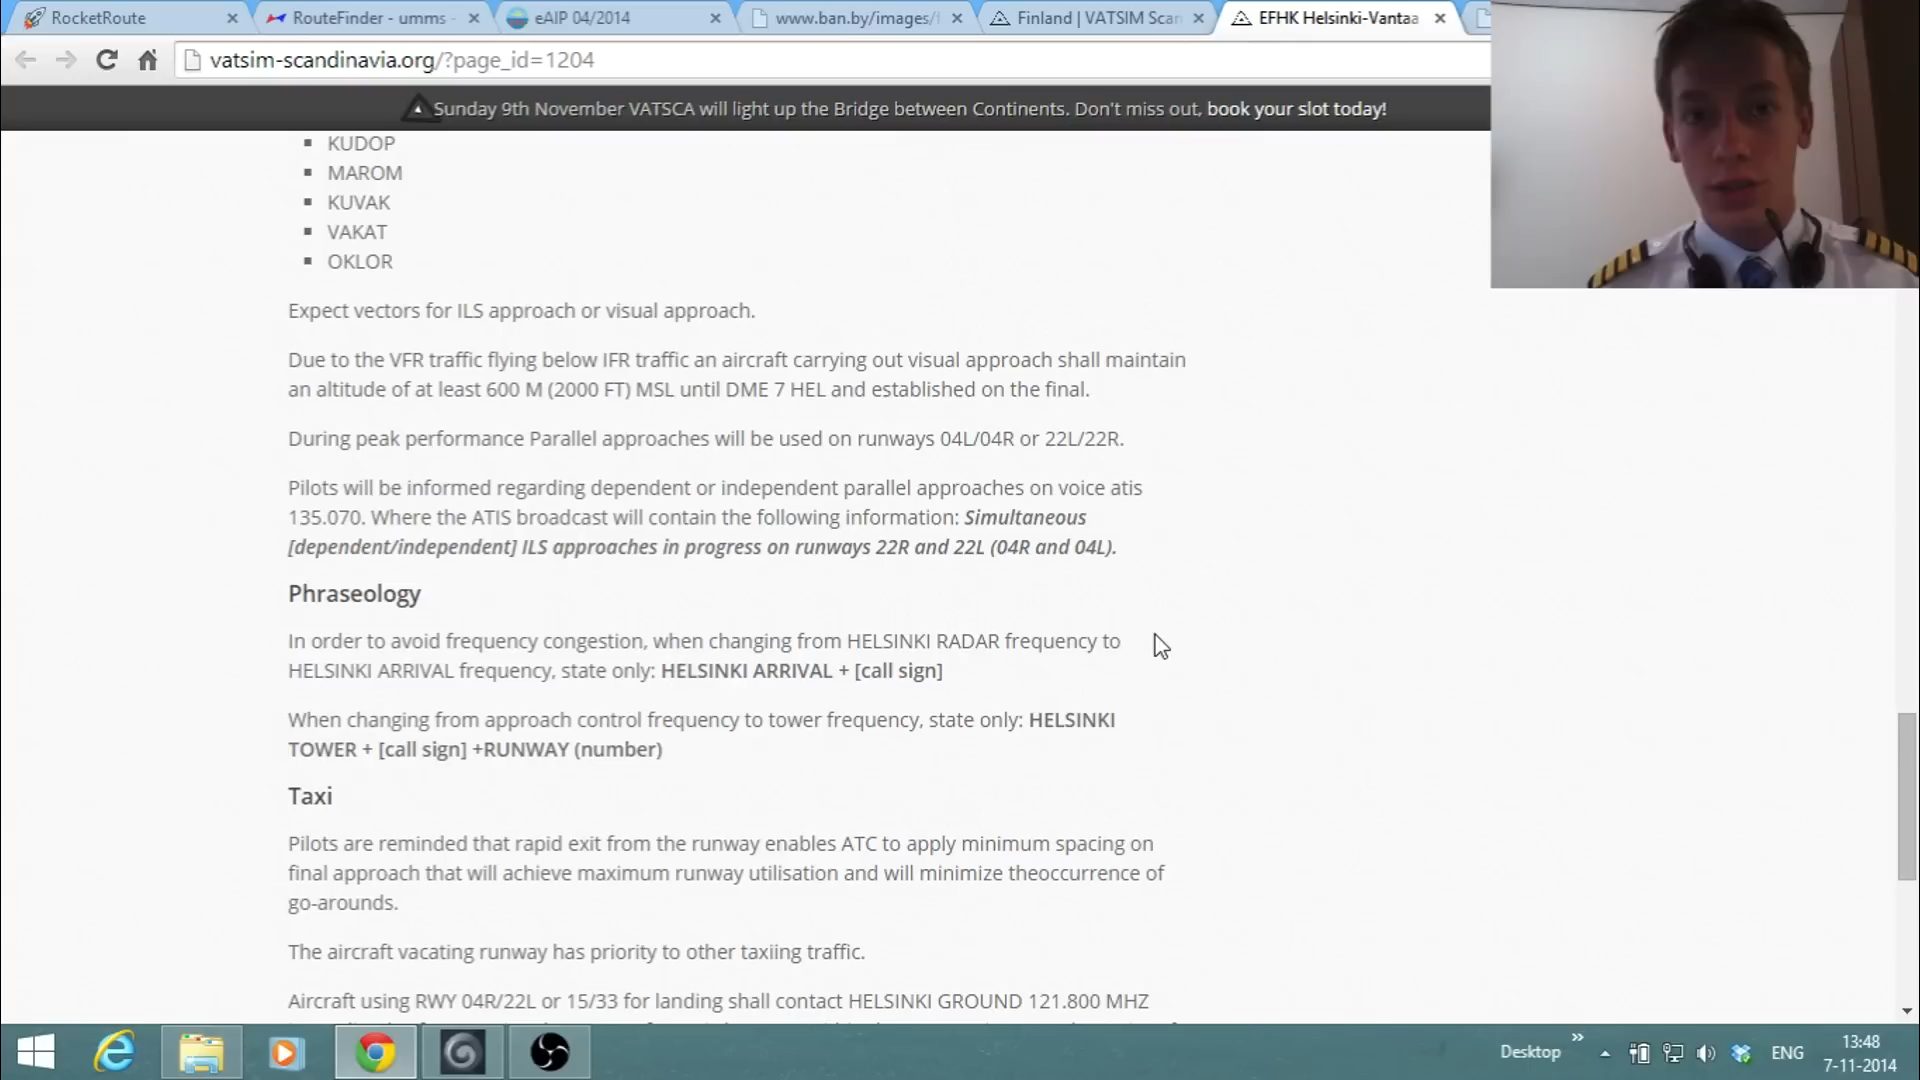 RocketRoute
RouteFinder - umms -
eAIP 04/2014
www.ban.by/images/
Finland | VATSIM Scan
EFHK Helsinki-Vantaa
vatsim-scandinavia.org/?page_id=1204
Sunday 9th November VATSCA will light up the Bridge between Continents. Don't miss out, book your slot today!
KUDOP
MAROM
KUVAK
VAKAT
OKLOR
Expect vectors for ILS approach or visual approach.
Due to the VFR traffic flying below IFR traffic an aircraft carrying out visual approach shall maintain
an altitude of at least 600 M (2000 FT) MSL until DME 7 HEL and established on the final.
During peak performance Parallel approaches will be used on runways 04L/04R or 22L/22R.
Pilots will be informed regarding dependent or independent parallel approaches on voice atis
135.070. Where the ATIS broadcast will contain the following information: Simultaneous
[dependent/independent] ILS approaches in progress on runways 22R and 22L (04R and 04L).
Phraseology
In order to avoid frequency congestion, when changing from HELSINKI RADAR frequency to
HELSINKI ARRIVAL frequency, state only: HELSINKI ARRIVAL + [call sign]
When changing from approach control frequency to tower frequency, state only: HELSINKI
TOWER + [call sign] +RUNWAY (number)
Taxi
Pilots are reminded that rapid exit from the runway enables ATC to apply minimum spacing on
final approach that will achieve maximum runway utilisation and will minimize theoccurrence of
go-arounds.
The aircraft vacating runway has priority to other taxiing traffic.
Aircraft using RWY 04R/22L or 15/33 for landing shall contact HELSINKI GROUND 121.800 MHZ
Desktop
ENG
13:48
7-11-2014